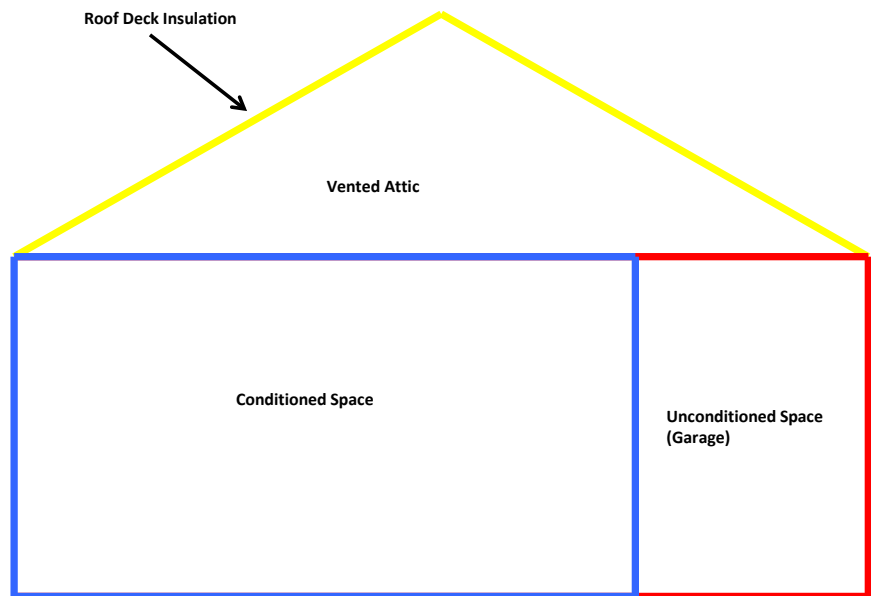 Roof Deck Insulation
Vented Attic
Conditioned Space
Unconditioned Space
(Garage)